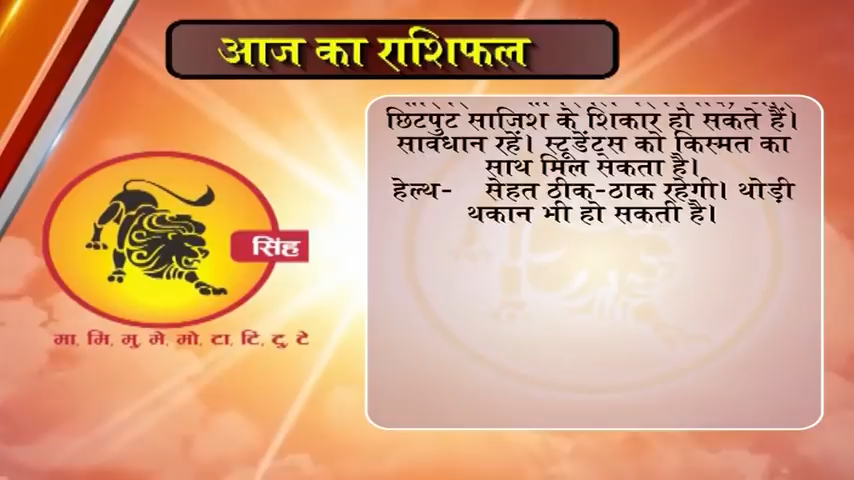 आज का राशिफल
छिटपुट साजिश के शिकार हो सकते हैं।
सावधान रहें। स्टूडेंट्स को किस्मत का
साथ मिल सकता है।
हेल्थ- सेहत ठीक-ठाक रहेगी। थोड़ी
थकान भी हो सकती है।
सिंह
मा, मि, मु, मे, मो, टा, टि, टु, टे